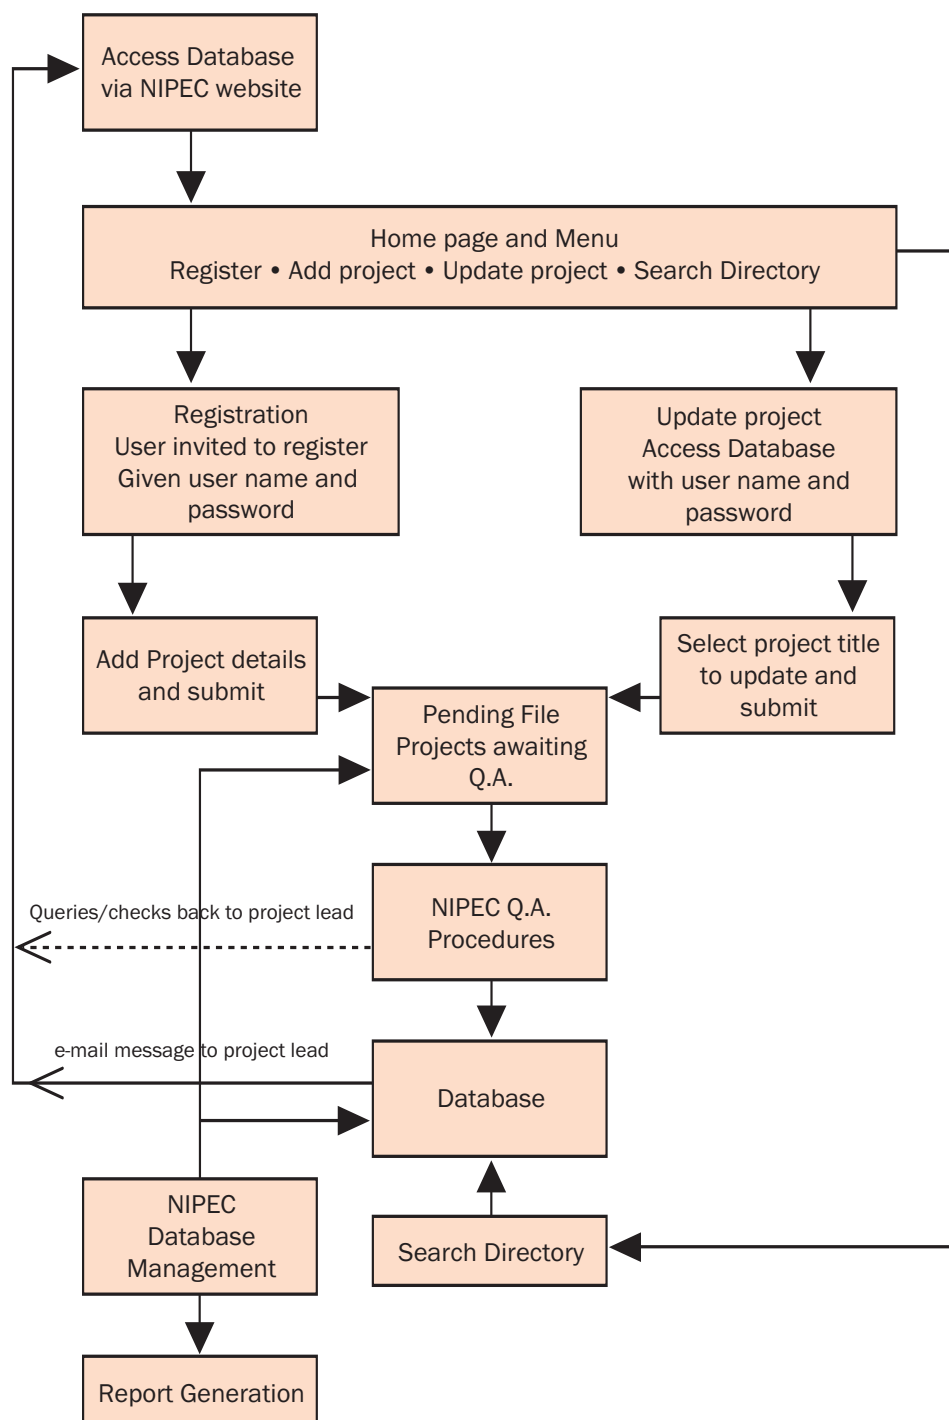 Access Database
via NIPEC website
Home page and Menu
Register • Add project • Update project • Search Directory
Registration
User invited to register
Given user name and
password
Update project
Access Database
with user name and
password
Add Project details
and submit
Select project title
to update and
submit
Pending File
Projects awaiting
Q.A.
Queries/checks back to project lead
NIPEC Q.A.
Procedures
e-mail message to project lead
Database
NIPEC
Database
Management
Search Directory
Report Generation